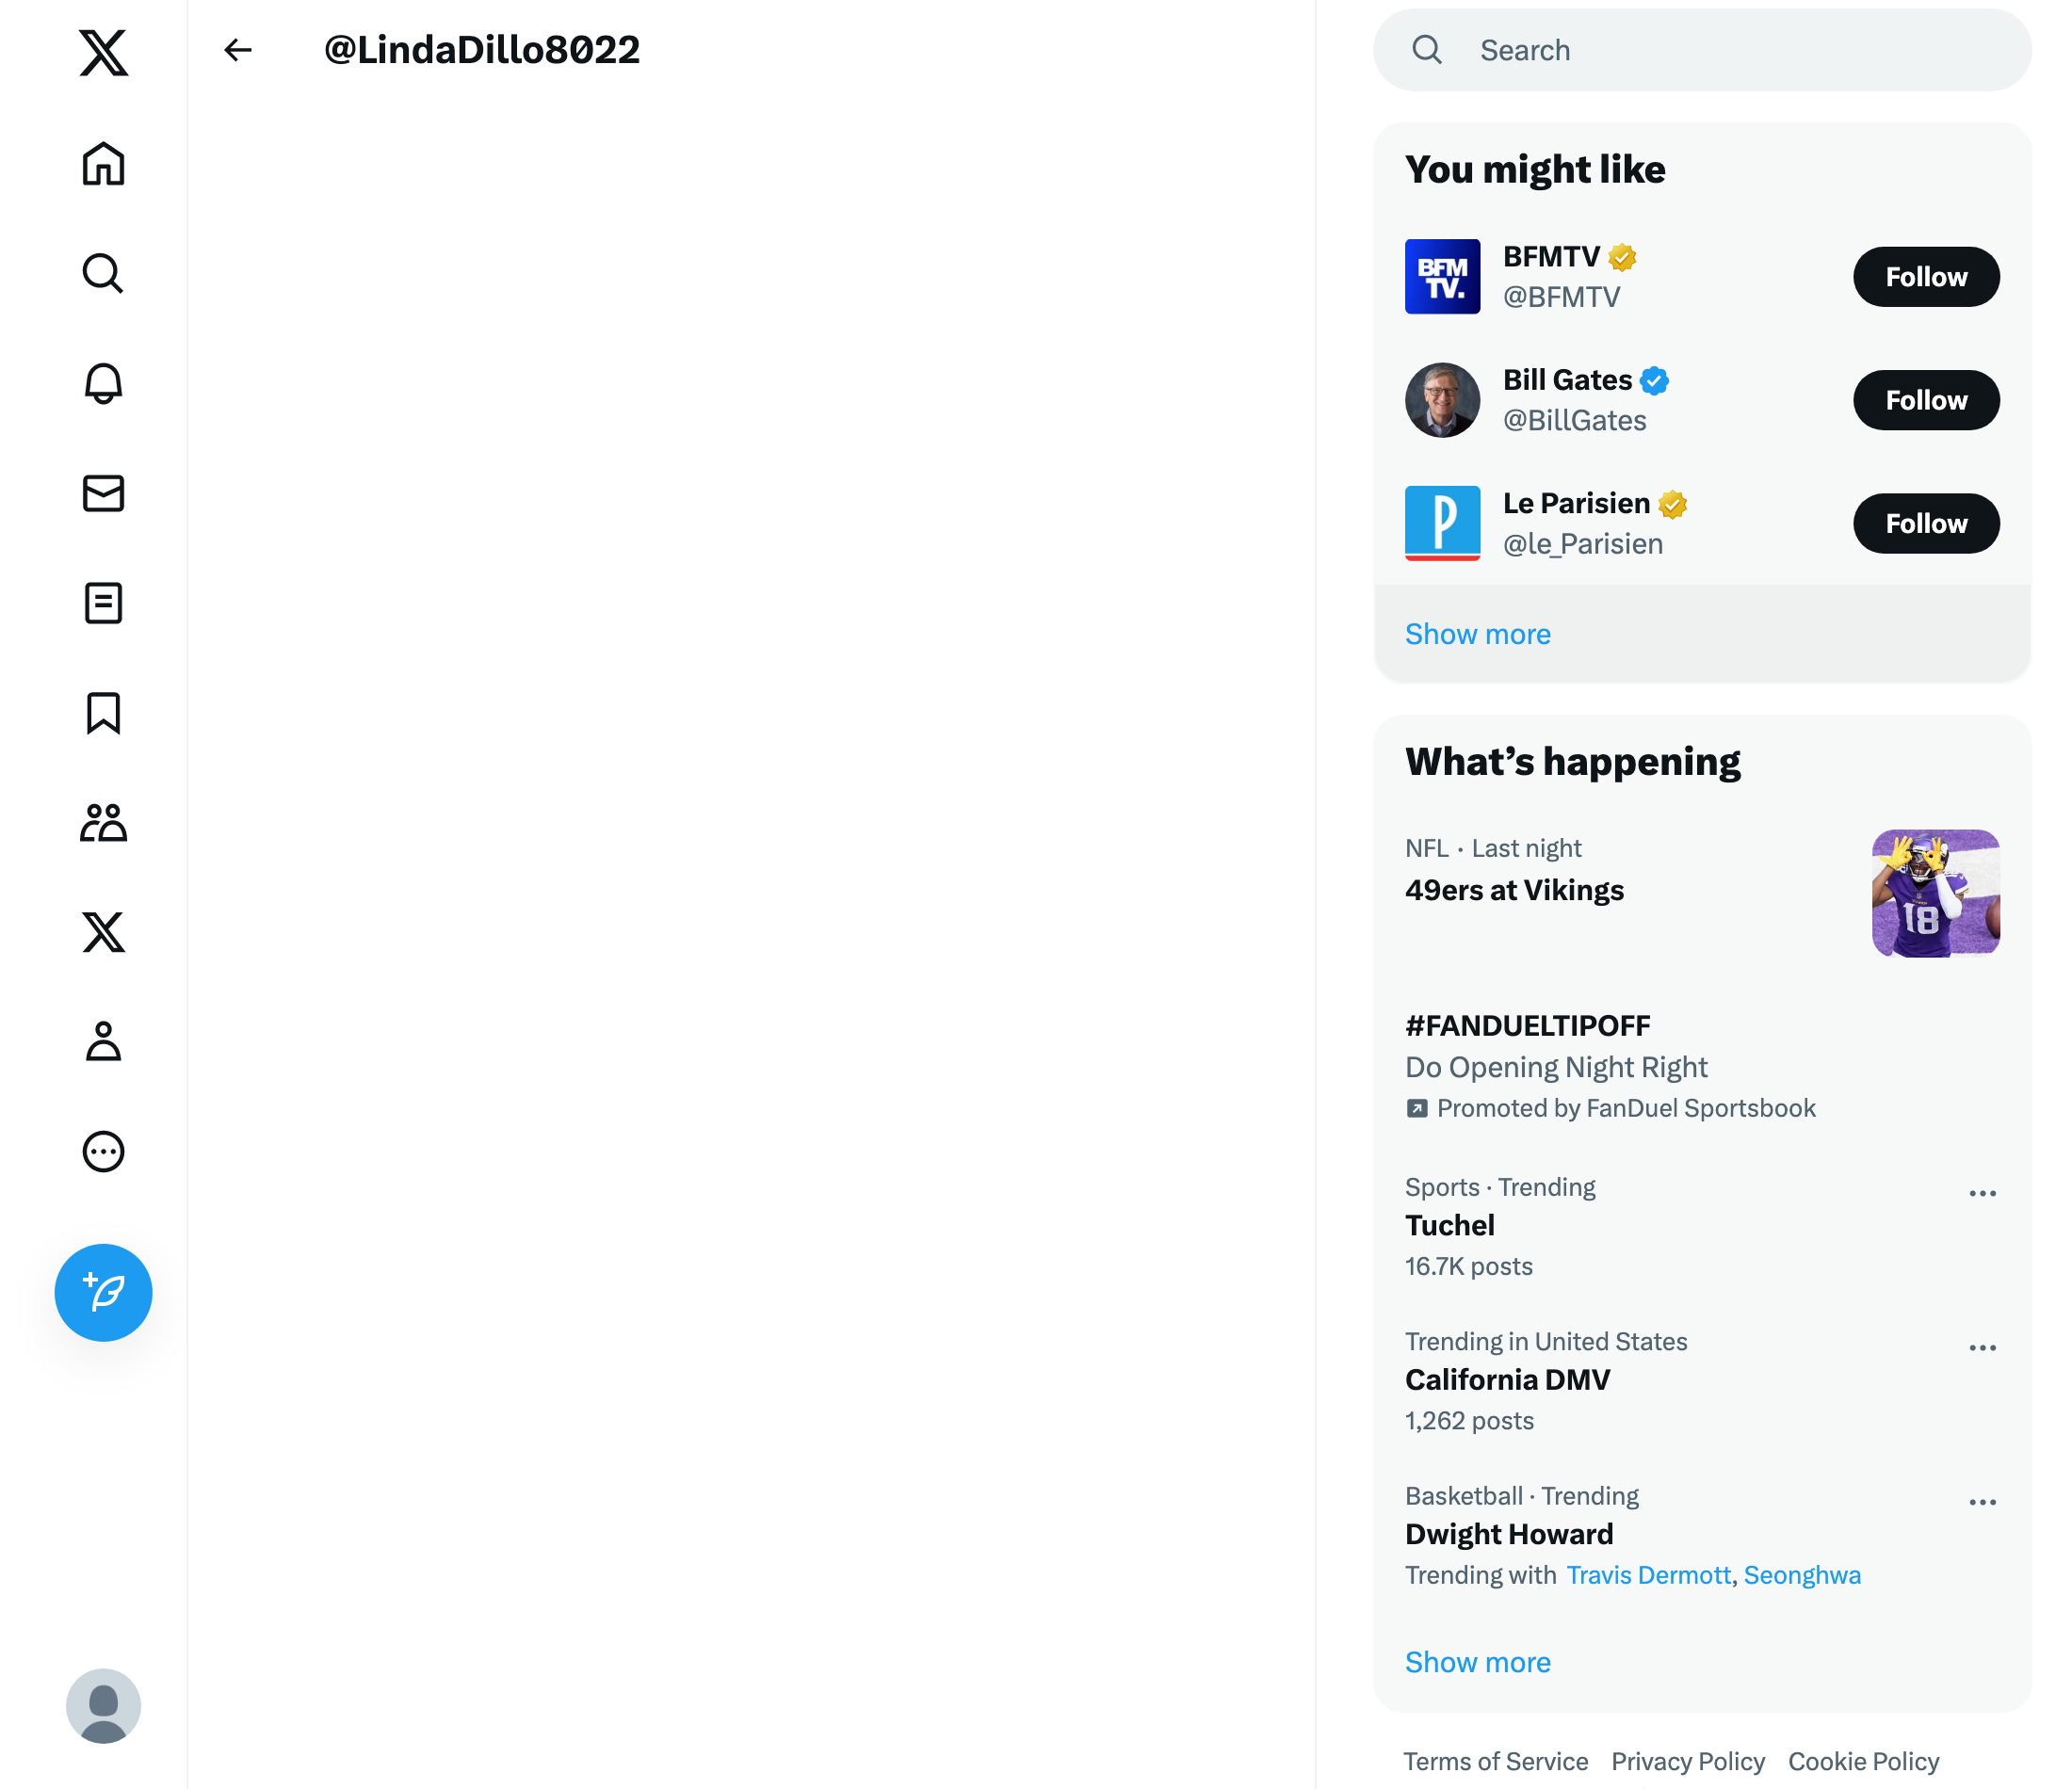 @LindaDillo8022
Search
You might like
BFM
TV.
BFMTV
@BFMTV
Follow
Bill Gates
@BillGates
Follow
P
Le Parisien
@le_Parisien
Follow
Show more
What’s happening
NFL · Last night
49ers at Vikings
18
#FANDUELTIPOFF
Do Opening Night Right
Promoted by FanDuel Sportsbook
Sports · Trending
Tuchel
16.7K posts
Trending in United States
California DMV
1,262 posts
Basketball · Trending
Dwight Howard
Trending with Travis Dermott, Seonghwa
Show more
Terms of Service Privacy Policy Cookie Policy